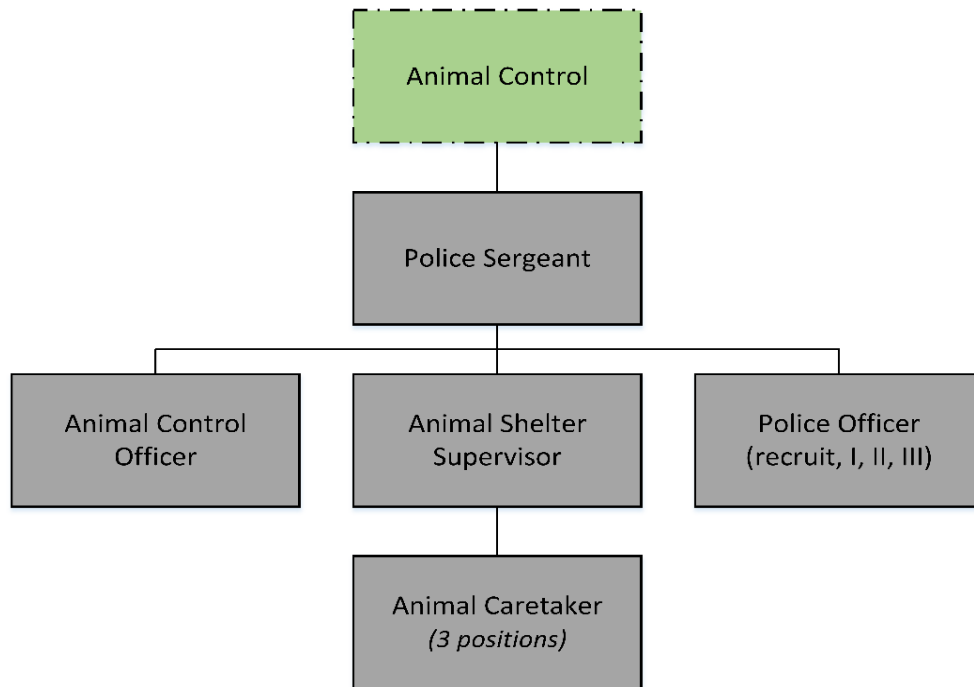 Animal Control
Police Sergeant
Animal Control
Officer
Animal Shelter
Supervisor
Police Officer
(recruit, I, II, III)
Animal Caretaker
(3 positions)